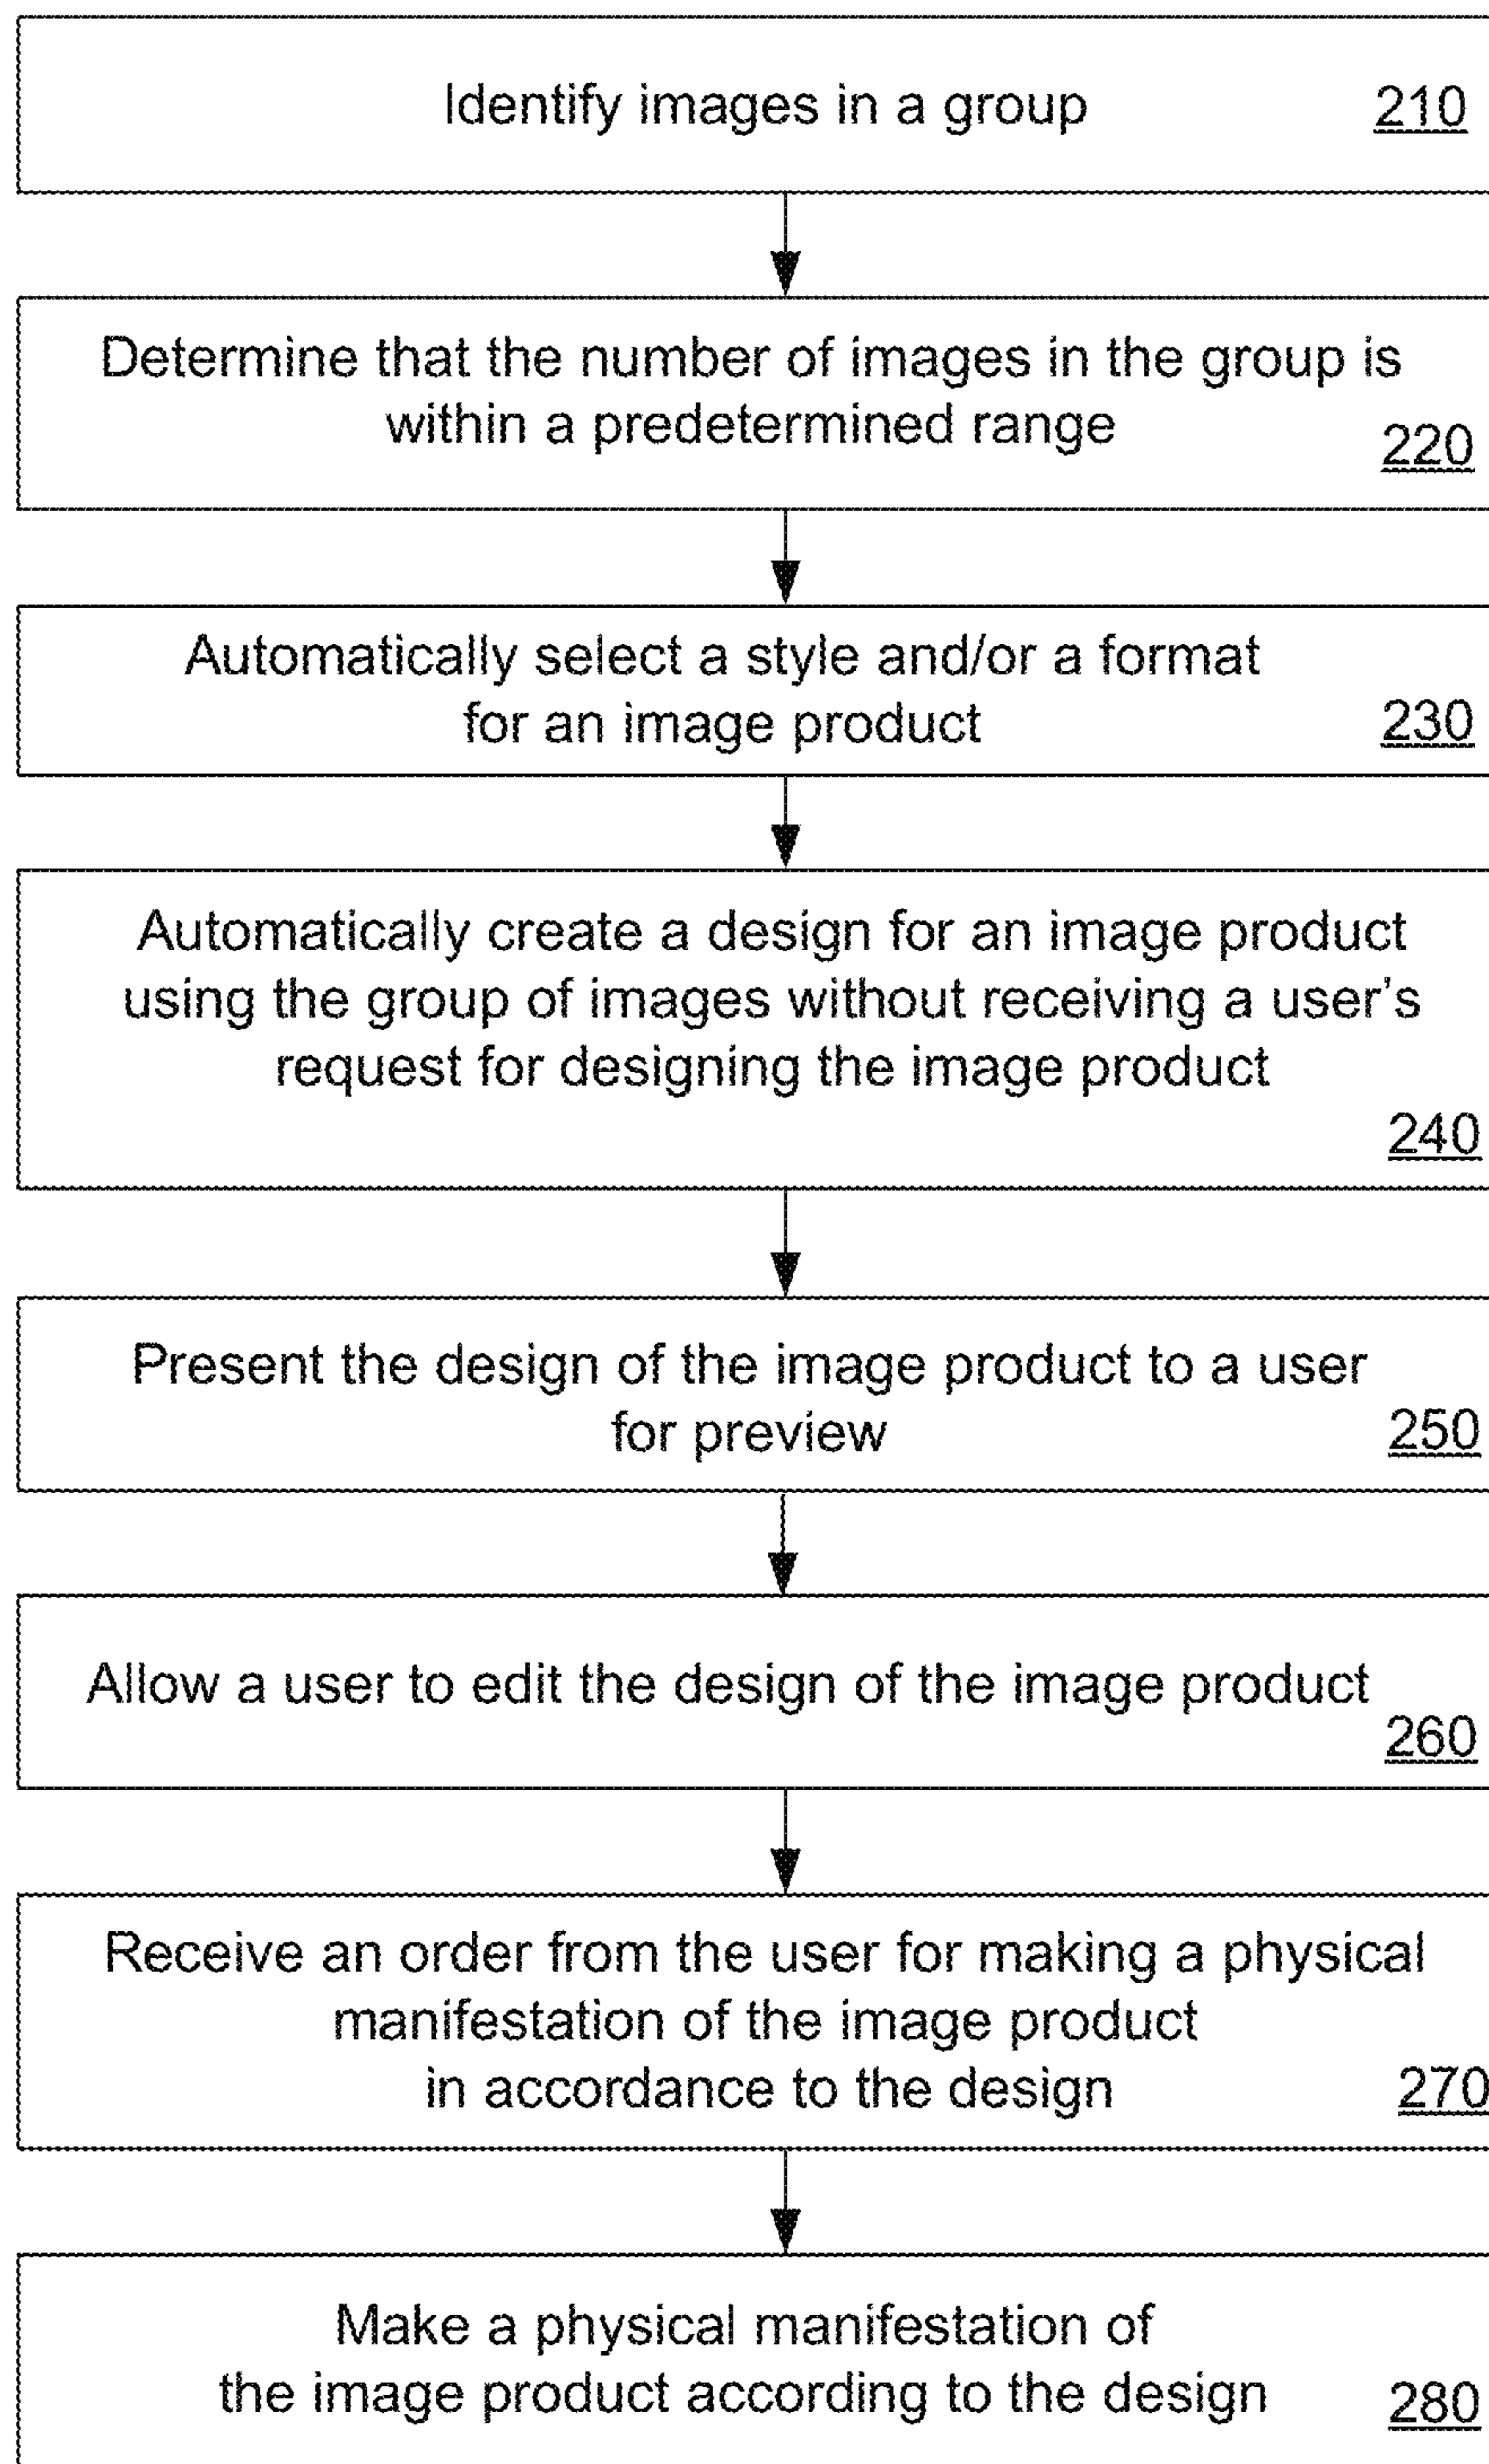 Identify images in a group 210
Determine that the number of images in the group is
within a predetermined range 220
Automatically select a style and/or a format
for an image product 230
Automatically create a design for an image product
using the group of images without receiving a user’s
request for designing the image product
240
Present the design of the image product to a user
for preview 250
Allow a user to edit the design of the image product
260
Receive an order from the user for making a physical
manifestation of the image product
in accordance to the design 270
Make a physical manifestation of
the image product according to the design 280